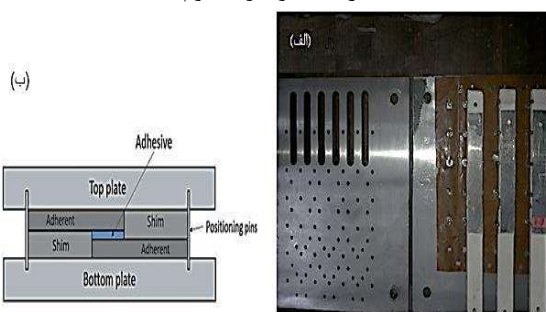 (الف)
(ب)
Adhesive
Top plate
Adherent
Shim
Positioning pins
Shim
Adherent
Bottom plate